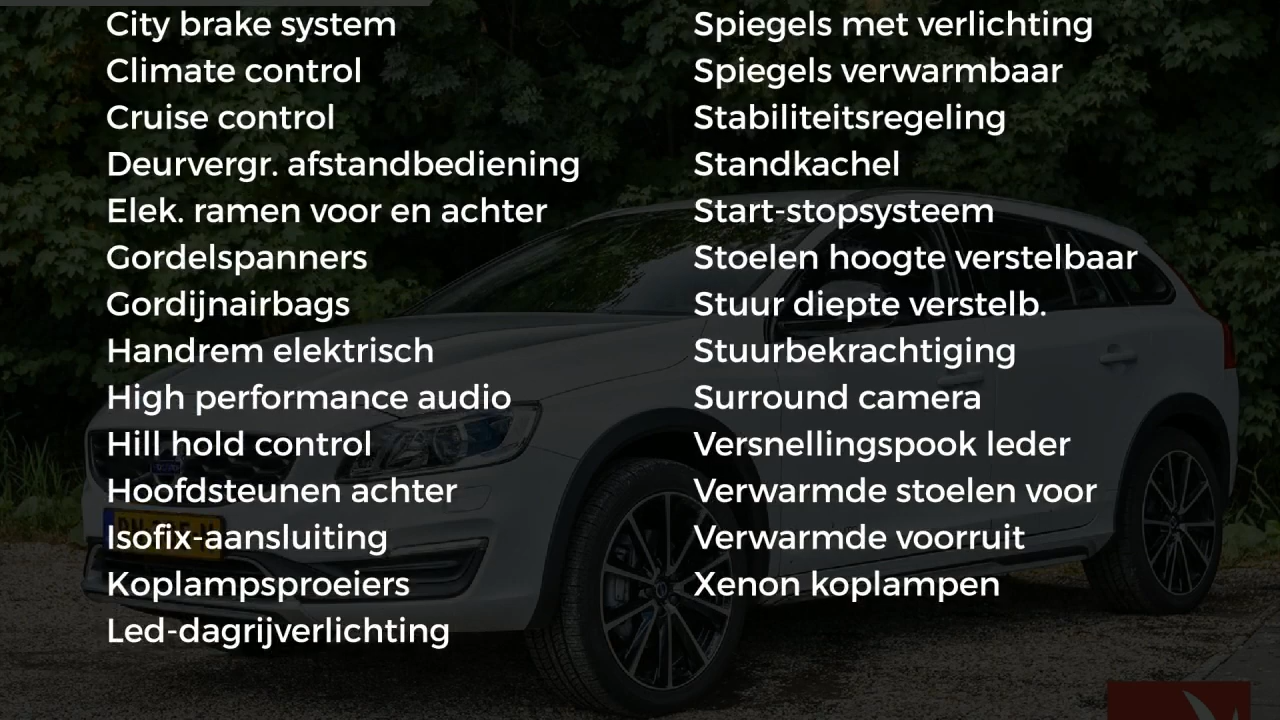 City brake system
Climate control
Cruise control
Deurvergr. afstandbediening
Elek. ramen voor en achter
Gordelspanners
Gordijnairbags
Handrem elektrisch
High performance audio
Hill hold control
Hoofdsteunen achter
Isofix-aansluiting
Koplampsproeiers
Led-dagrijverlichting
Spiegels met verlichting
Spiegels verwarmbaar
Stabiliteitsregeling
Standkachel
Start-stopsysteem
Stoelen hoogte verstelbaar
Stuur diepte verstelb.
Stuurbekrachtiging
Surround camera
Versnellingspook leder
Verwarmde stoelen voor
Verwarmde voorruit
Xenon koplampen